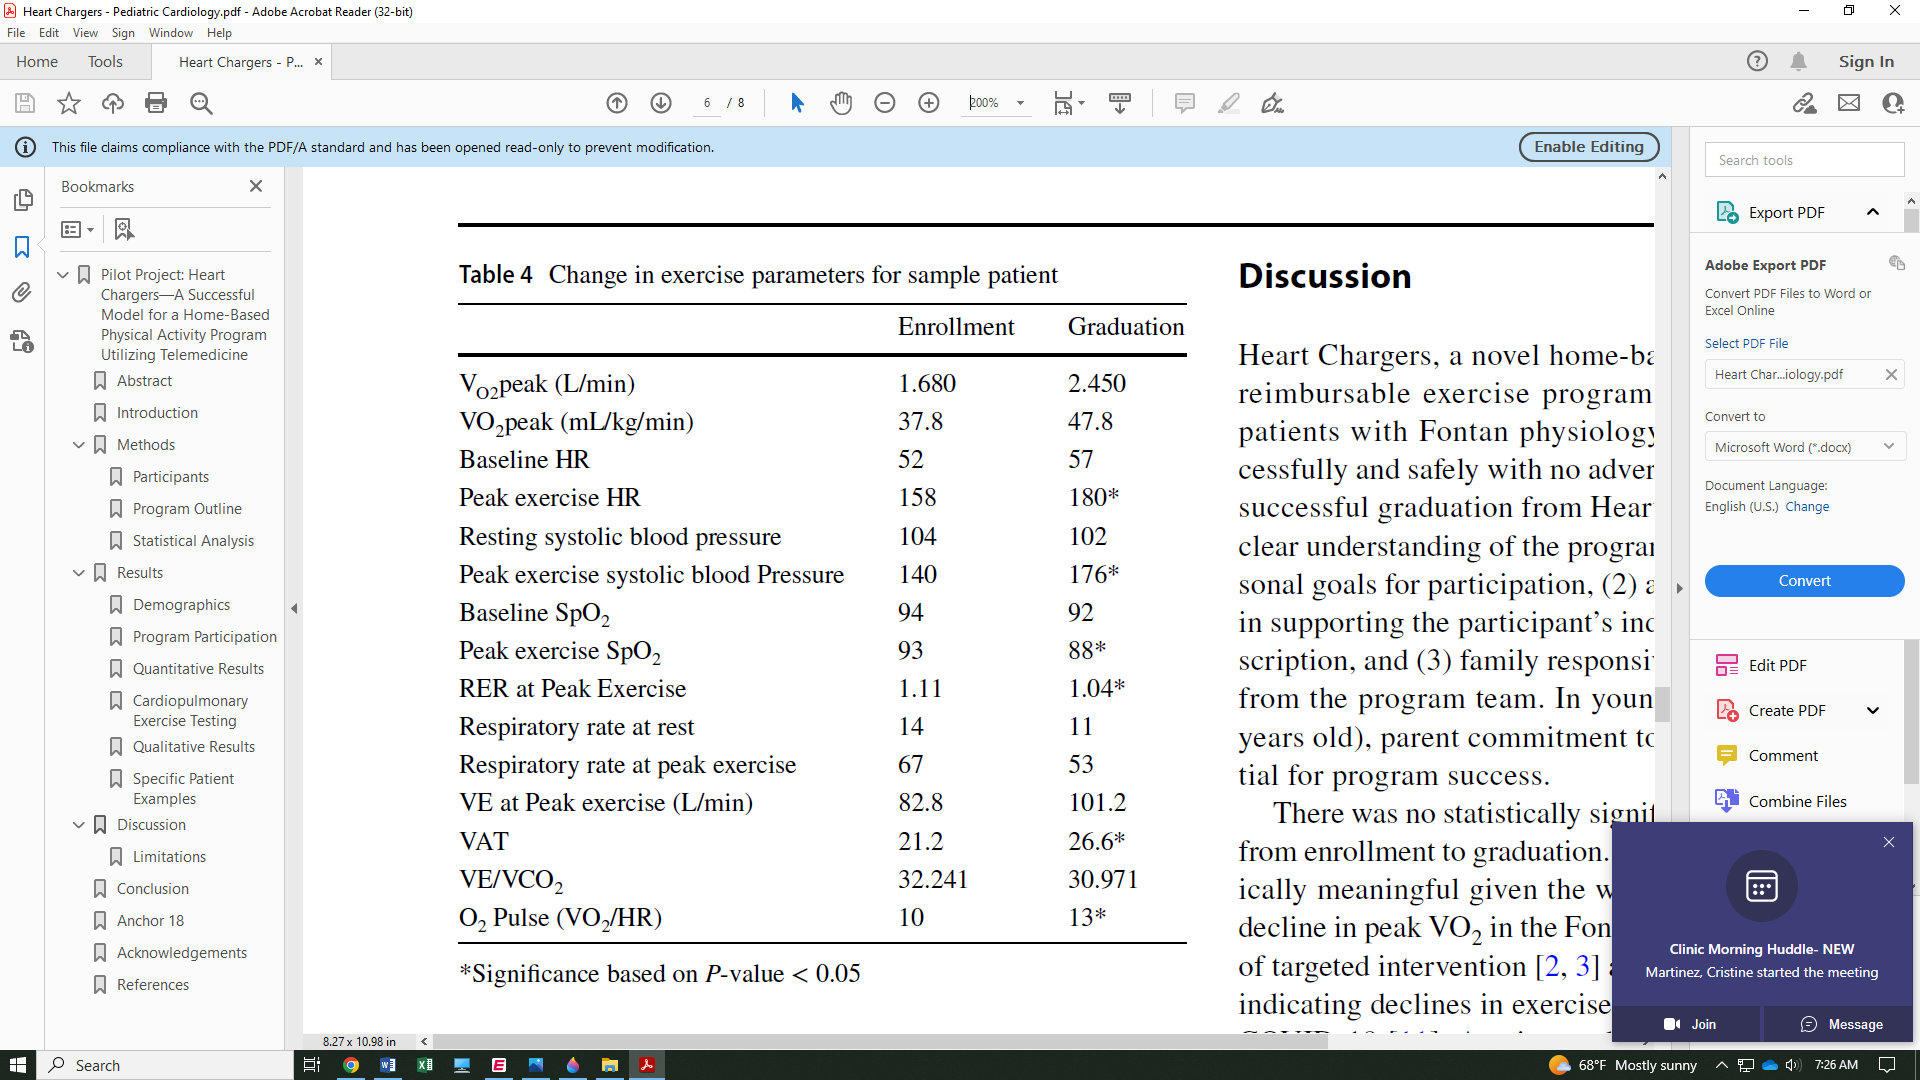 Heart Chargers - Pediatric Cardiology.pdf - Adobe Acrobat Reader (32-bit)
File Edit View Sign Window Help
Home Tools Heart Chargers - P... Sign In
6 / 8 200%
This file claims compliance with the PDF/A standard and has been opened read-only to prevent modification. Enable Editing
Bookmarks
Pilot Project: Heart
Chargers—A Successful
Model for a Home-Based
Physical Activity Program
Utilizing Telemedicine
Abstract
Introduction
Methods
Participants
Program Outline
Statistical Analysis
Results
Demographics
Program Participation
Quantitative Results
Cardiopulmonary
Exercise Testing
Qualitative Results
Specific Patient
Examples
Discussion
Limitations
Conclusion
Anchor 18
Acknowledgements
References
Table 4 Change in exercise parameters for sample patient
Enrollment Graduation
VO2peak (L/min) 1.680 2.450
VO2peak (mL/kg/min) 37.8 47.8
Baseline HR 52 57
Peak exercise HR 158 180*
Resting systolic blood pressure 104 102
Peak exercise systolic blood Pressure 140 176*
Baseline SpO2 94 92
Peak exercise SpO2 93 88*
RER at Peak Exercise 1.11 1.04*
Respiratory rate at rest 14 11
Respiratory rate at peak exercise 67 53
VE at Peak exercise (L/min) 82.8 101.2
VAT 21.2 26.6*
VE/VCO2 32.241 30.971
O2 Pulse (VO2/HR) 10 13*
*Significance based on P-value < 0.05
8.27 x 10.98 in
Discussion
Heart Chargers, a novel home-ba
reimbursable exercise program
patients with Fontan physiology
cessfully and safely with no adver
successful graduation from Hear
clear understanding of the progra
sonal goals for participation, (2) a
in supporting the participant's ind
scription, and (3) family responsi
from the program team. In youn
years old), parent commitment to
tial for program success.
There was no statistically signif
from enrollment to graduation.
ically meaningful given the w
decline in peak VO2 in the Fon
of targeted intervention [2, 3]
indicating declines in exercise
Search tools
Export PDF
Adobe Export PDF
Convert PDF Files to Word or
Excel Online
Select PDF File
Heart Char...iology.pdf
Convert to
Microsoft Word (*.docx)
Document Language:
English (U.S.) Change
Convert
Edit PDF
Create PDF
Comment
Combine Files
Clinic Morning Huddle- NEW
Martinez, Cristine started the meeting
Join Message
Search
68°F Mostly sunny 7:26 AM